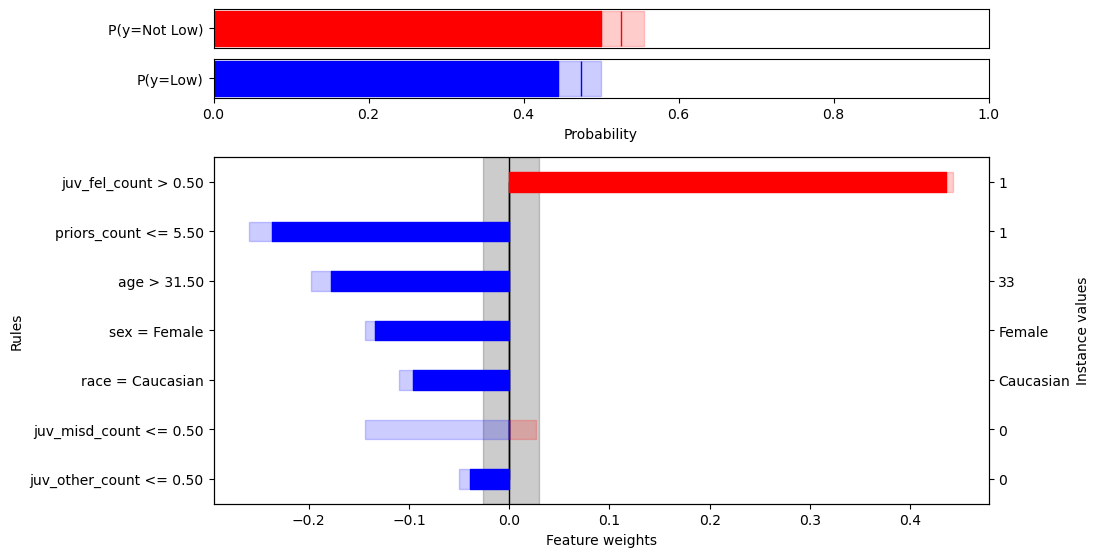 P(y=Not Low)
P(y=Low)
0.0 0.2 0.4 0.6 0.8 1.0
Probability
Rules
juv_fel_count > 0.50 1
priors_count <= 5.50 1
age > 31.50 33
sex = Female Female
race = Caucasian Caucasian
juv_misd_count <= 0.50 0
juv_other_count <= 0.50 0
Instance values
−0.2 −0.1 0.0 0.1 0.2 0.3 0.4
Feature weights